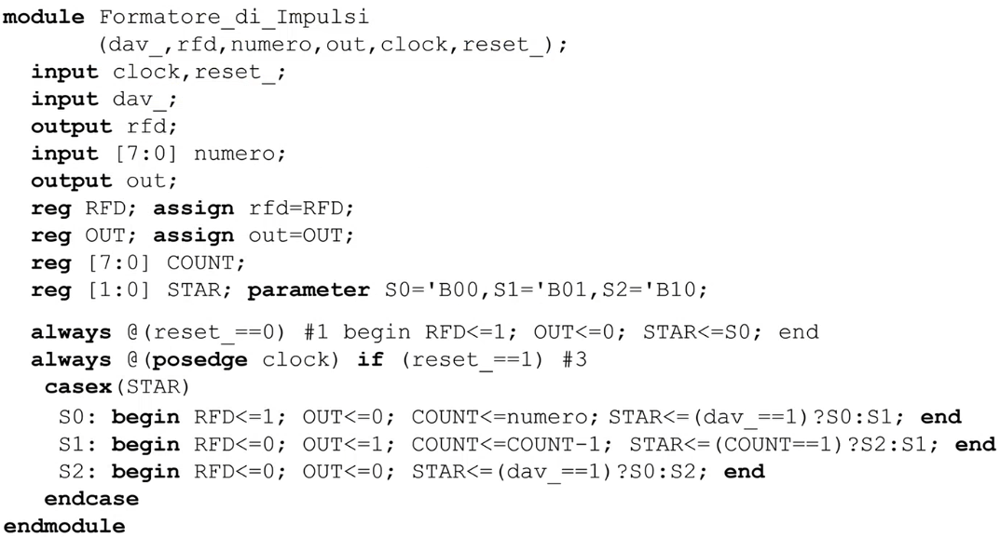 module Formatore_di_Impulsi
(dav_,rfd,numero,out,clock,reset_);
input clock,reset_;
input dav_;
output rfd;
input [7:0] numero;
output out;
reg RFD; assign rfd=RFD;
reg OUT; assign out=OUT;
reg [7:0] COUNT;
reg [1:0] STAR; parameter S0='B00,S1='B01,S2='B10;
always @(reset_==0) #1 begin RFD<=1; OUT<=0; STAR<=S0; end
always @(posedge clock) if (reset_==1) #3
casex(STAR)
S0: begin RFD<=1; OUT<=0; COUNT<=numero; STAR<=(dav_==1)?S0:S1; end
S1: begin RFD<=0; OUT<=1; COUNT<=COUNT-1; STAR<=(COUNT==1)?S2:S1; end
S2: begin RFD<=0; OUT<=0; STAR<=(dav_==1)?S0:S2; end
endcase
endmodule